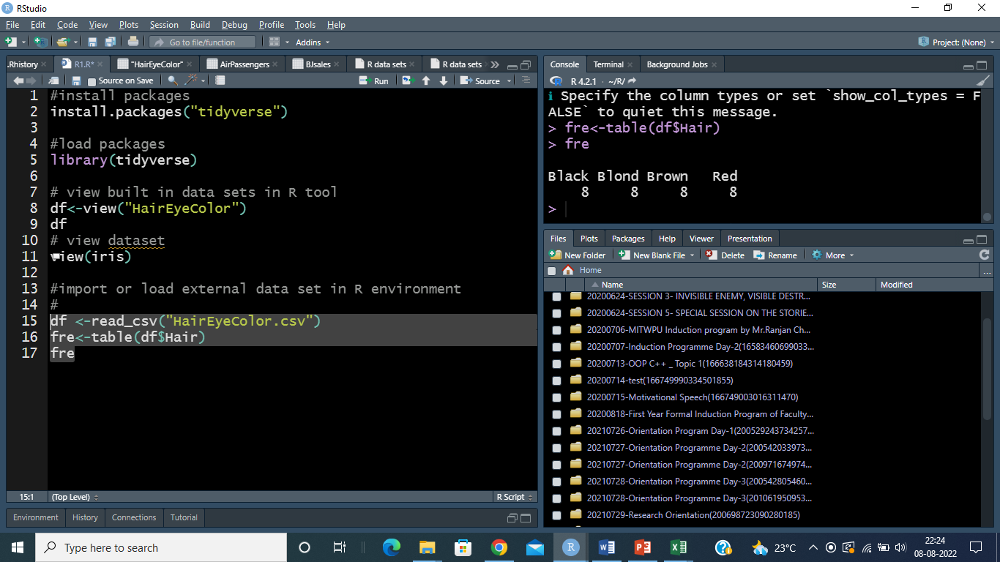 RStudio
File Edit Code View Plots Session Build Debug Profile Tools Help
Go to file/function Addins Project: (None)
.Rhistory R1.R* "HairEyeColor" AirPassengers BJsales R data sets R data sets
Source on Save Run Source
1 #install packages
2 install.packages("tidyverse")
3
4 #load packages
5 library(tidyverse)
6
7 # view built in data sets in R tool
8 df<-view("HairEyeColor")
9 df
10 # view dataset
11 view(iris)
12
13 #import or load external data set in R environment
14 #
15 df <-read_csv("HairEyeColor.csv")
16 fre<-table(df$Hair)
17 fre
15:1 (Top Level) R Script
Environment History Connections Tutorial
Console Terminal Background Jobs
R 4.2.1 · ~/R/
i Specify the column types or set `show_col_types = F
ALSE` to quiet this message.
> fre<-table(df$Hair)
> fre
Black Blond Brown Red
8 8 8 8
>
Files Plots Packages Help Viewer Presentation
New Folder New Blank File Delete Rename More
Home ...
Name Size Modified
20200624-SESSION 3- INVISIBLE ENEMY, VISIBLE DESTR...
20200624-SESSION 5- SPECIAL SESSION ON THE STORIE...
20200706-MITWPU Induction program by Mr.Ranjan Ch...
20200707-Induction Programme Day-2(16583460699033...
20200713-OOP C++ _ Topic 1(166638184314180459)
20200714-test(166749990334501855)
20200715-Motivational Speech(166749003016311470)
20200818-First Year Formal Induction Program of Faculty...
20210726-Orientation Program Day-1(200529243734257...
20210727-Orientation Programme Day-2(200542033973...
20210727-Orientation Programme Day-2(200971674974...
20210728-Orientation Programme Day-3(200542805460...
20210728-Orientation Programme Day-3(201061950953...
20210729-Research Orientation(200698723090280185)
Type here to search
23°C
22:24
08-08-2022